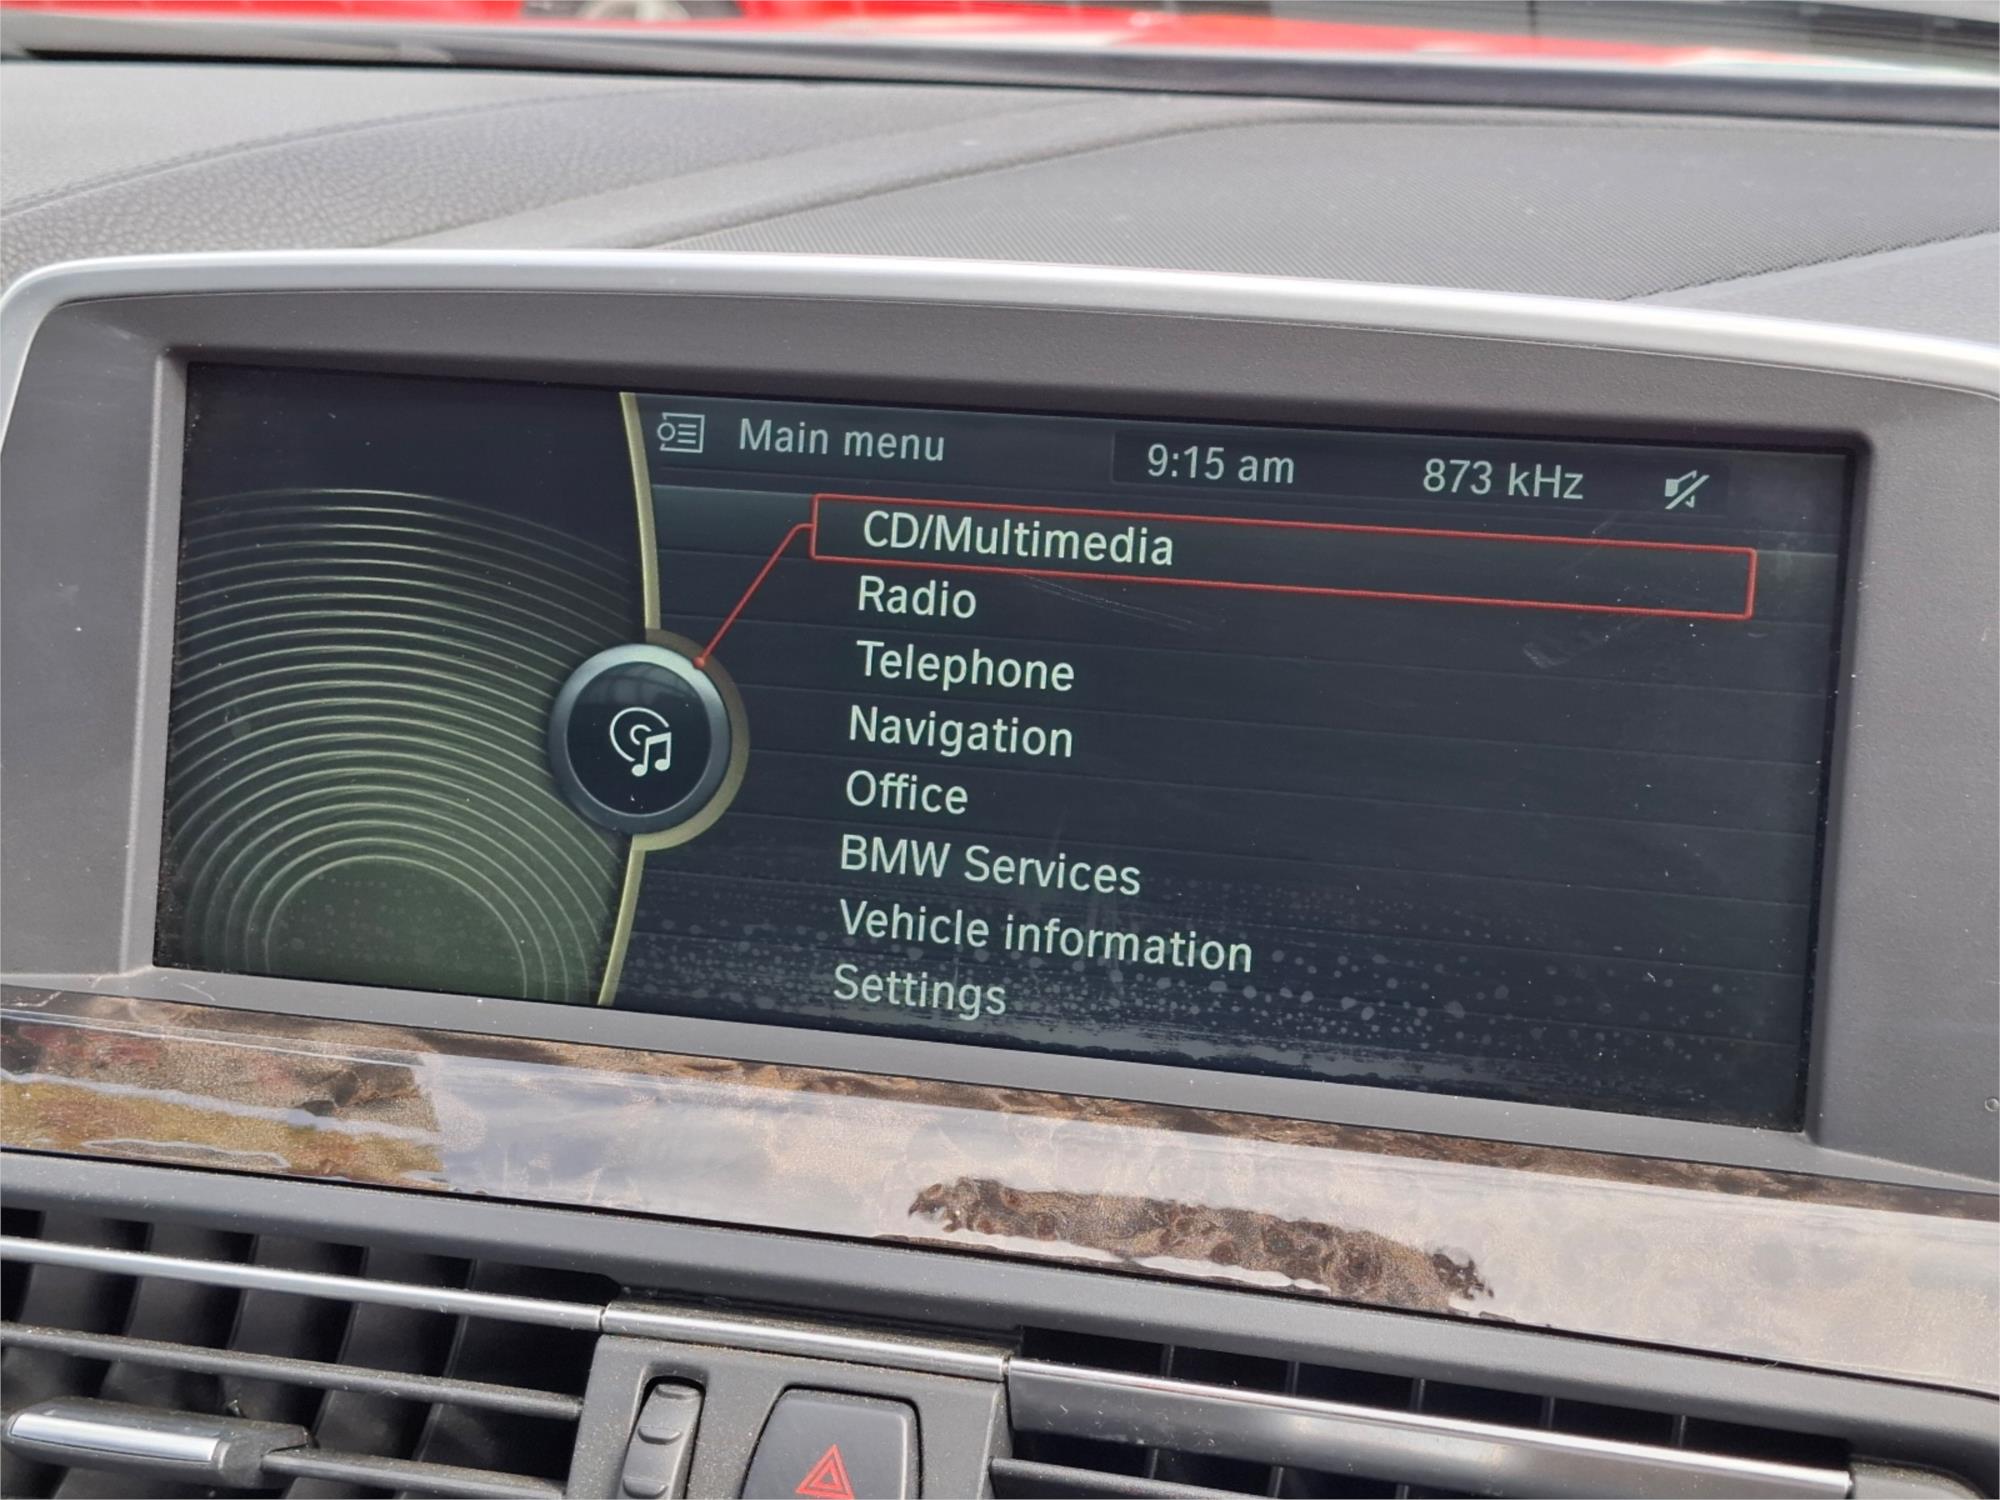 Main menu
9:15 am
873 kHz
CD/Multimedia
Radio
Telephone
Navigation
Office
BMW Services
Vehicle information
Settings